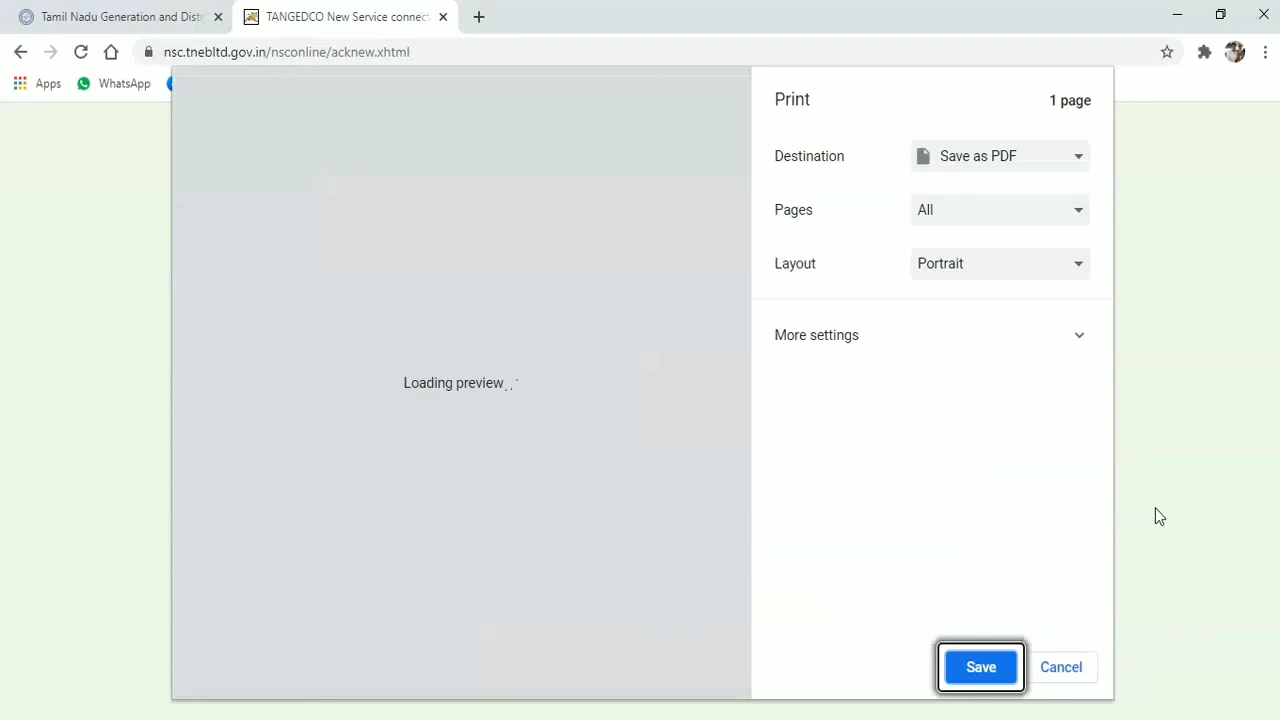 Tamil Nadu Generation and Distr
TANGEDCO New Service connect
nsc.tnebltd.gov.in/nsconline/acknew.xhtml
Apps
WhatsApp
Print
1 page
Destination
Save as PDF
Pages
All
Layout
Portrait
More settings
Loading preview...
Save
Cancel